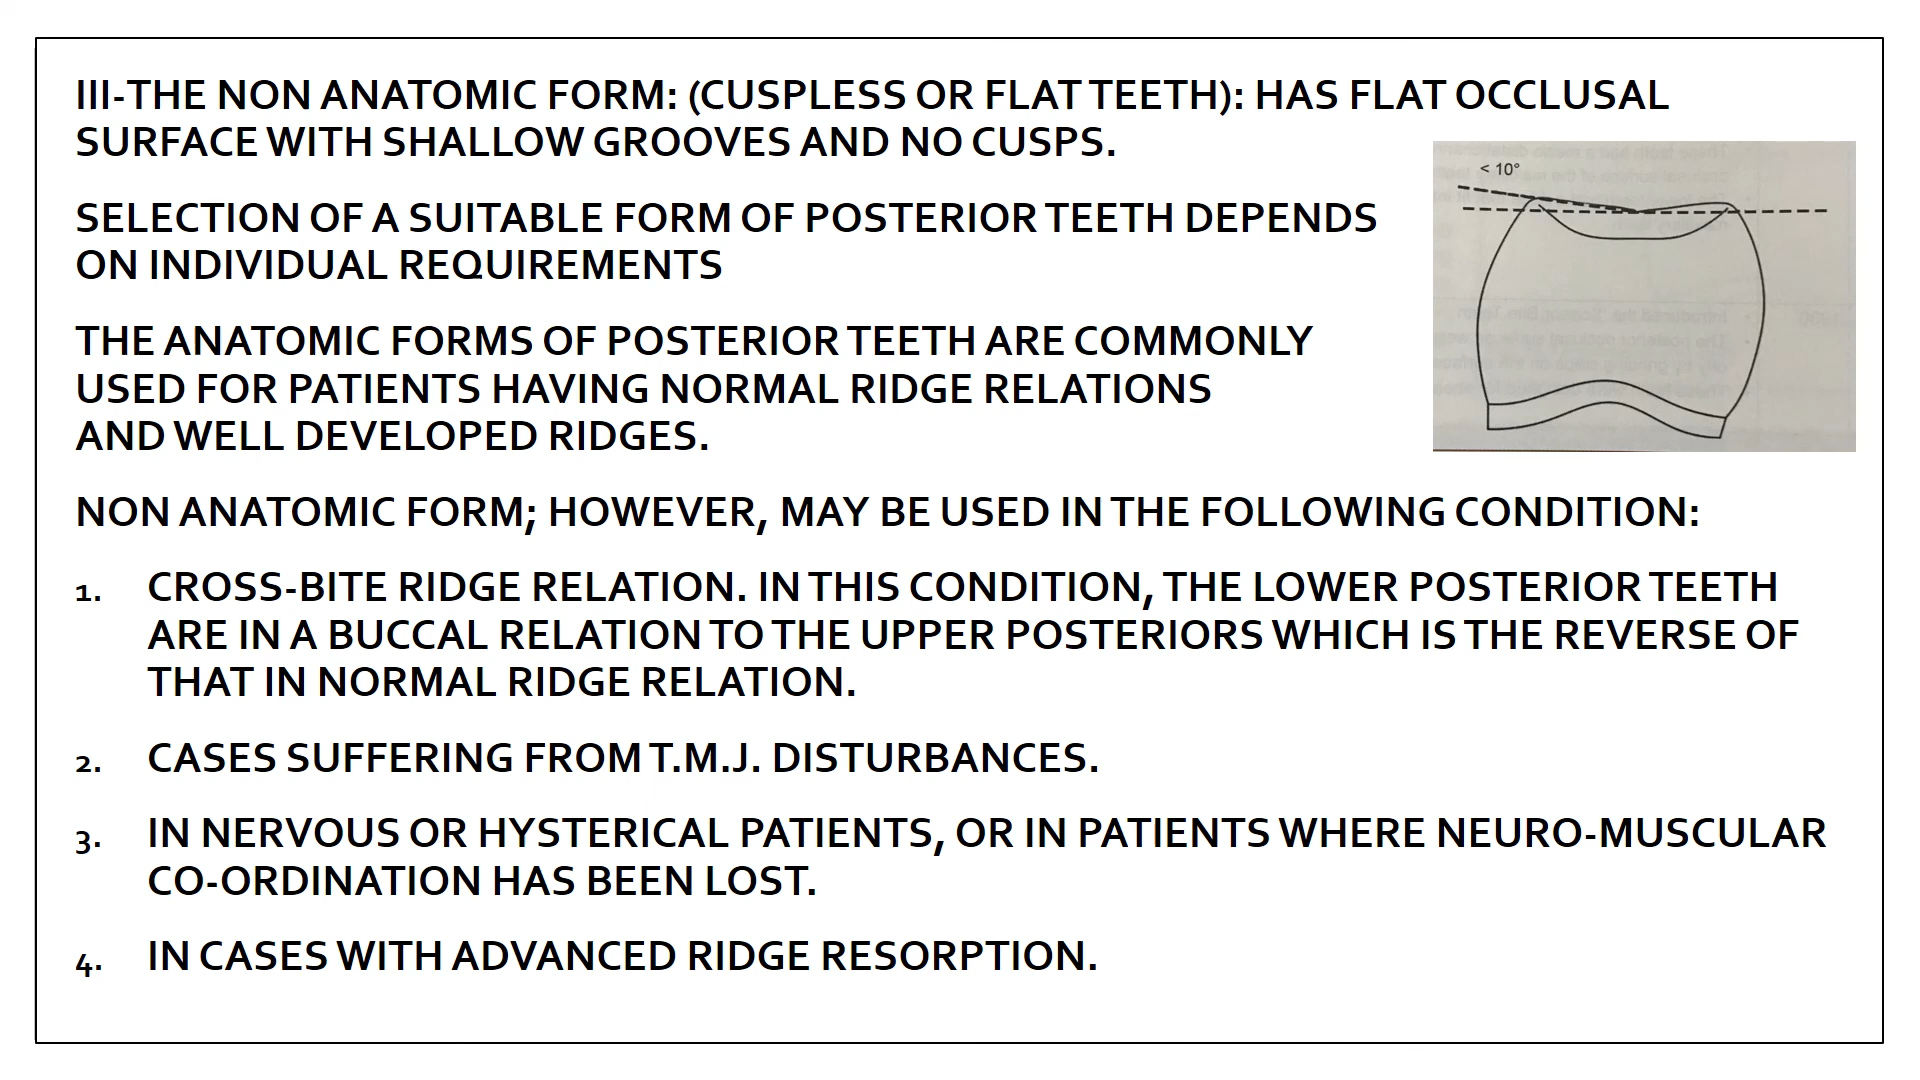 III-THE NON ANATOMIC FORM: (CUSPLESS OR FLAT TEETH): HAS FLAT OCCLUSAL
SURFACE WITH SHALLOW GROOVES AND NO CUSPS.
< 10°
SELECTION OF A SUITABLE FORM OF POSTERIOR TEETH DEPENDS
ON INDIVIDUAL REQUIREMENTS
THE ANATOMIC FORMS OF POSTERIOR TEETH ARE COMMONLY
USED FOR PATIENTS HAVING NORMAL RIDGE RELATIONS
AND WELL DEVELOPED RIDGES.
NON ANATOMIC FORM; HOWEVER, MAY BE USED IN THE FOLLOWING CONDITION:
1. CROSS-BITE RIDGE RELATION. IN THIS CONDITION, THE LOWER POSTERIOR TEETH
ARE IN A BUCCAL RELATION TO THE UPPER POSTERIORS WHICH IS THE REVERSE OF
THAT IN NORMAL RIDGE RELATION.
2. CASES SUFFERING FROM T.M.J. DISTURBANCES.
3. IN NERVOUS OR HYSTERICAL PATIENTS, OR IN PATIENTS WHERE NEURO-MUSCULAR
CO-ORDINATION HAS BEEN LOST.
4. IN CASES WITH ADVANCED RIDGE RESORPTION.